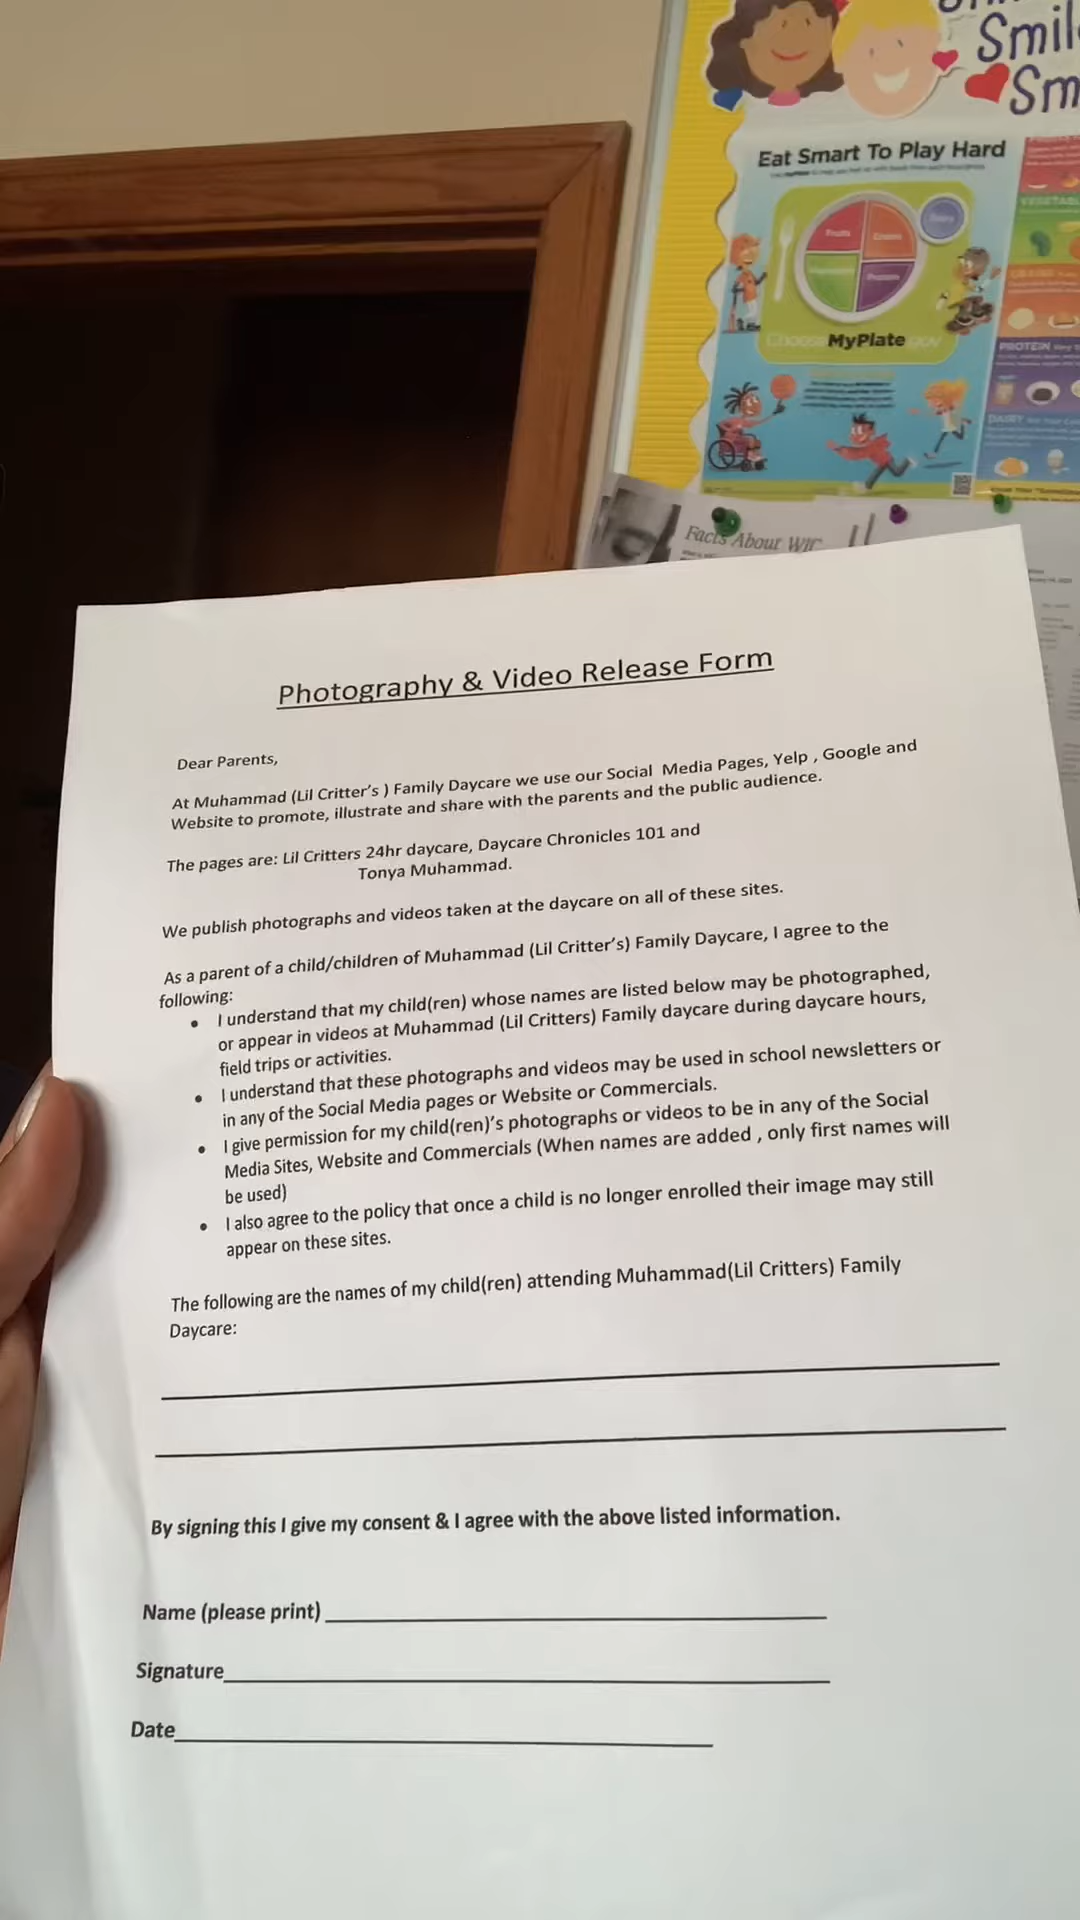 Smil
Sm
Eat Smart To Play Hard
Fruits
Grains
Protein
Choose MyPlate
VEGETABL
GRAINS
PROTEIN
DAIRY
Facts About WIC
Photography & Video Release Form
Dear Parents,
At Muhammad (Lil Critter's ) Family Daycare we use our Social Media Pages, Yelp , Google and
Website to promote, illustrate and share with the parents and the public audience.
The pages are: Lil Critters 24hr daycare, Daycare Chronicles 101 and
Tonya Muhammad.
We publish photographs and videos taken at the daycare on all of these sites.
As a parent of a child/children of Muhammad (Lil Critter's) Family Daycare, I agree to the
following:
• I understand that my child(ren) whose names are listed below may be photographed,
or appear in videos at Muhammad (Lil Critters) Family daycare during daycare hours,
field trips or activities.
• I understand that these photographs and videos may be used in school newsletters or
in any of the Social Media pages or Website or Commercials.
• I give permission for my child(ren)'s photographs or videos to be in any of the Social
Media Sites, Website and Commercials (When names are added , only first names will
be used)
• I also agree to the policy that once a child is no longer enrolled their image may still
appear on these sites.
The following are the names of my child(ren) attending Muhammad(Lil Critters) Family
Daycare:
By signing this I give my consent & I agree with the above listed information.
Name (please print)
Signature
Date